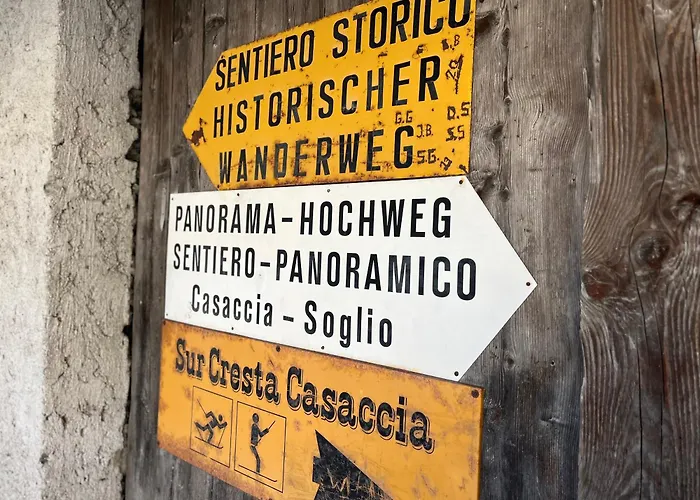 SENTIERO STORICO
HISTORISCHER
WANDERWEG
G.G
J.B.
S.G.
D.S
S.S
PANORAMA-HOCHWEG
SENTIERO-PANORAMICO
Casaccia - Soglio
Sur Cresta Casaccia